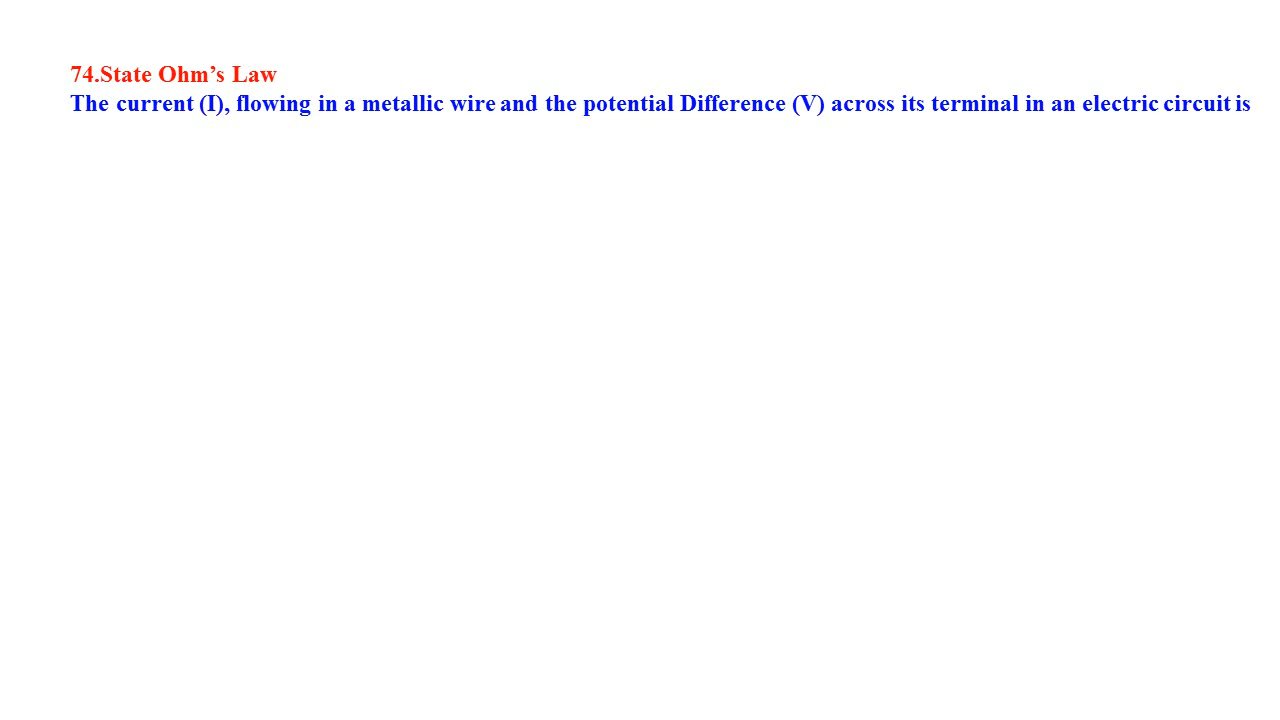 74.State Ohm’s Law
The current (I), flowing in a metallic wire and the potential Difference (V) across its terminal in an electric circuit is